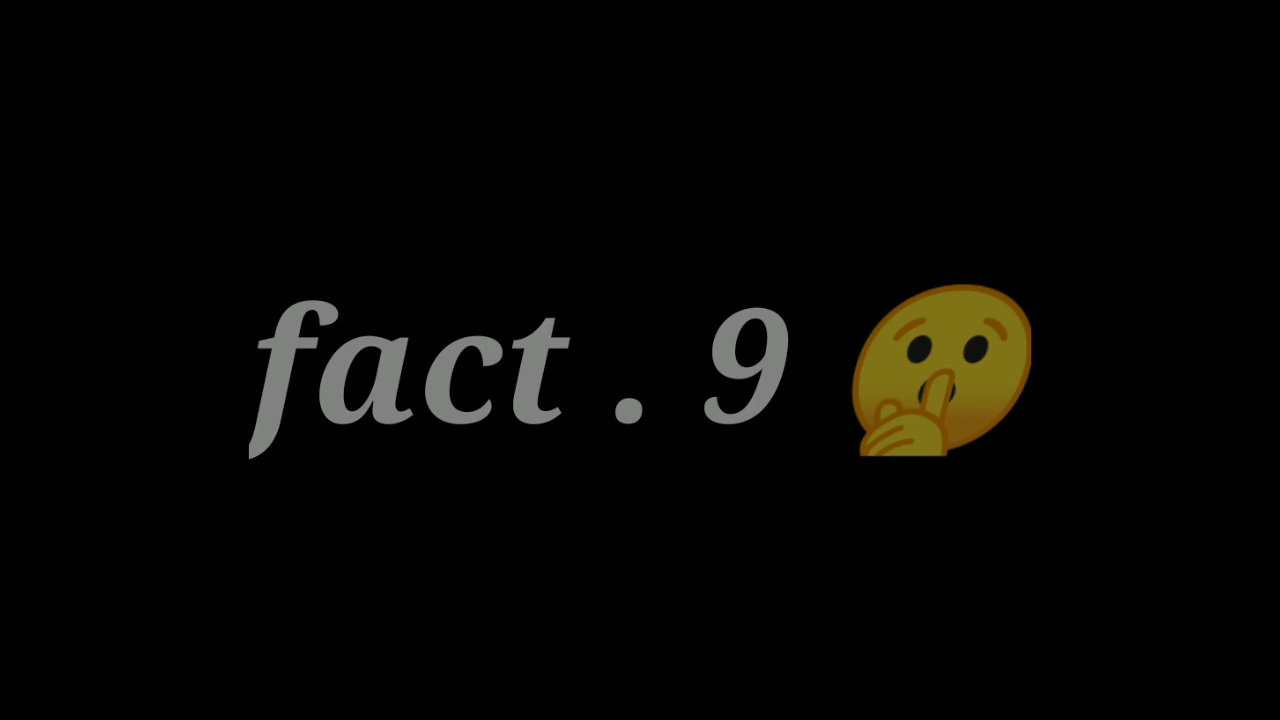 fact . 9 🤫